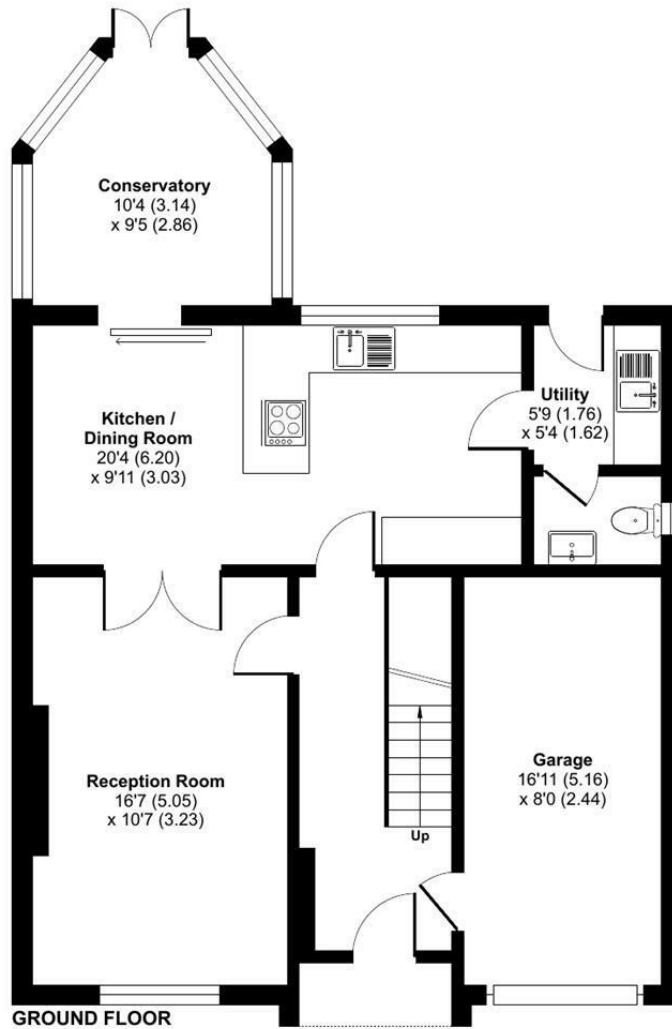 Conservatory
10'4 (3.14)
x 9'5 (2.86)
Kitchen /
Dining Room
20'4 (6.20)
x 9'11 (3.03)
Utility
5'9 (1.76)
x 5'4 (1.62)
Reception Room
16'7 (5.05)
x 10'7 (3.23)
Garage
16'11 (5.16)
x 8'0 (2.44)
Up
GROUND FLOOR